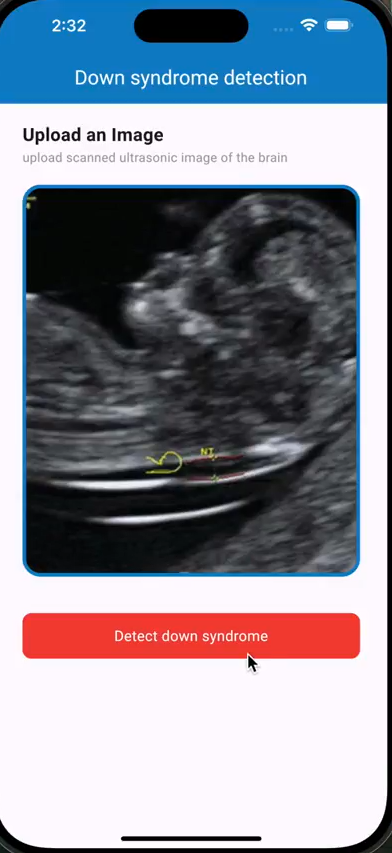 2:32
Down syndrome detection
Upload an Image
upload scanned ultrasonic image of the brain
NT
Detect down syndrome